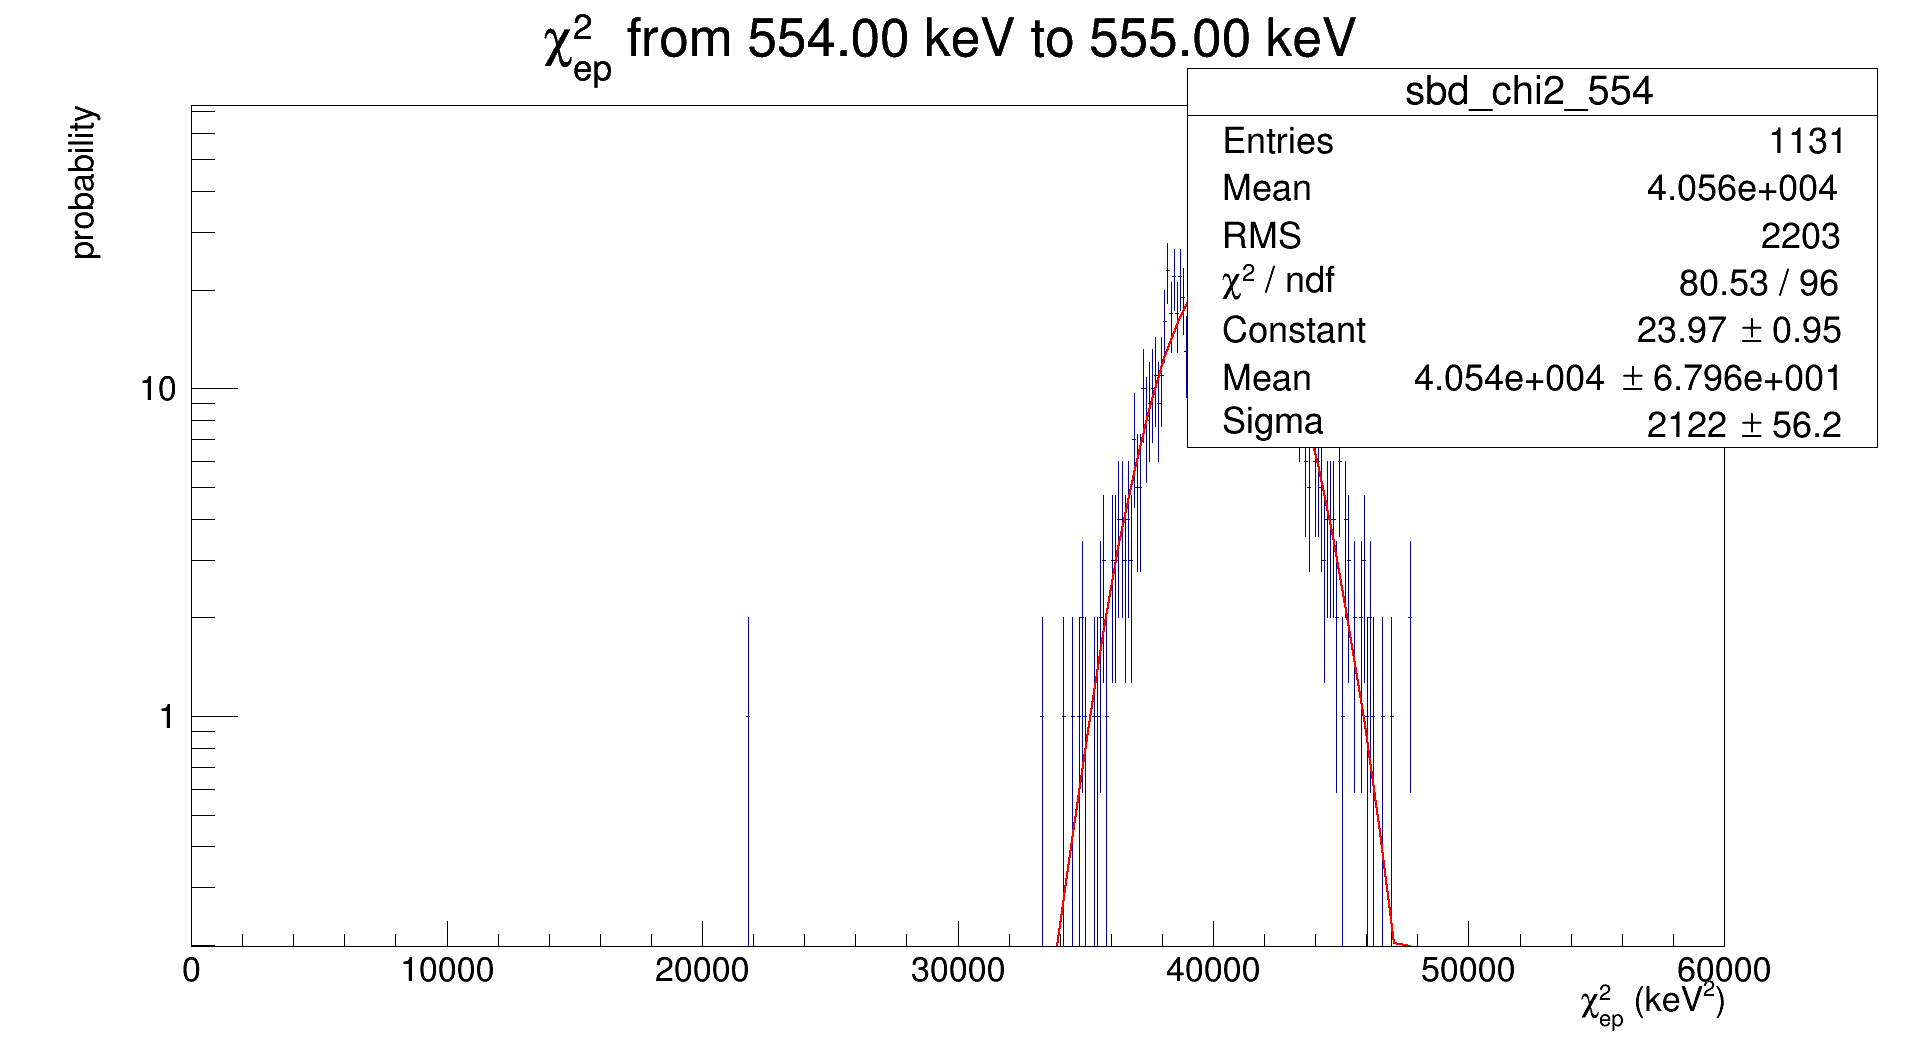 χ²ep from 554.00 keV to 555.00 keV
probability
sbd_chi2_554
Entries 1131
Mean 4.056e+004
RMS 2203
χ² / ndf 80.53 / 96
Constant 23.97 ± 0.95
Mean 4.054e+004 ± 6.796e+001
Sigma 2122 ± 56.2
10
1
0 10000 20000 30000 40000 50000 60000
χ²ep (keV²)